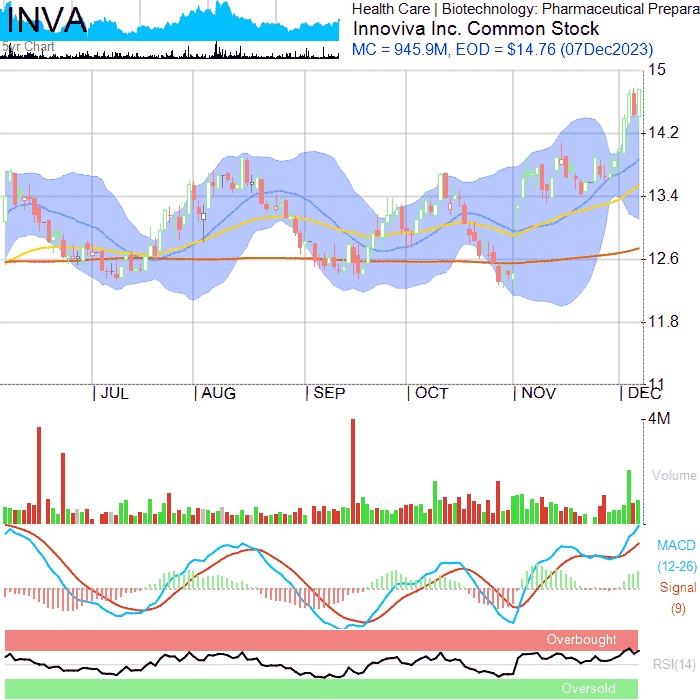 INVA
5yr Chart
Health Care | Biotechnology: Pharmaceutical Prepara
Innoviva Inc. Common Stock
MC = 945.9M, EOD = $14.76 (07Dec2023)
15
14.2
13.4
12.6
11.8
11
JUL AUG SEP OCT NOV DEC
4M
Volume
MACD
(12-26)
Signal
(9)
Overbought
RSI(14)
Oversold